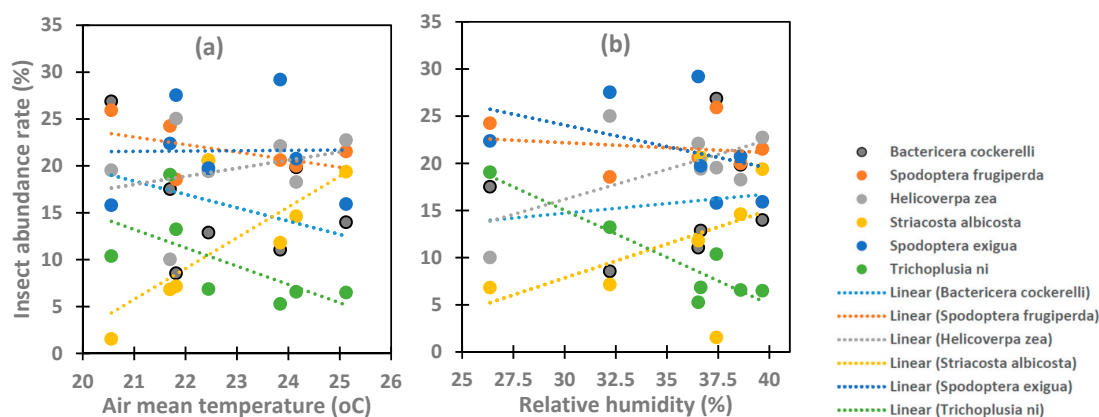 (a)
(b)
Insect abundance rate (%)
35
30
25
20
15
10
5
0
20
21
22
23
24
25
26
Air mean temperature (oC)
35
30
25
20
15
10
5
0
25
27.5
30
32.5
35
37.5
40
Relative humidity (%)
Bactericera cockerelli
Spodoptera frugiperda
Helicoverpa zea
Striacosta albicosta
Spodoptera exigua
Trichoplusia ni
Linear (Bactericera cockerelli)
Linear (Spodoptera frugiperda)
Linear (Helicoverpa zea)
Linear (Striacosta albicosta)
Linear (Spodoptera exigua)
Linear (Trichoplusia ni)